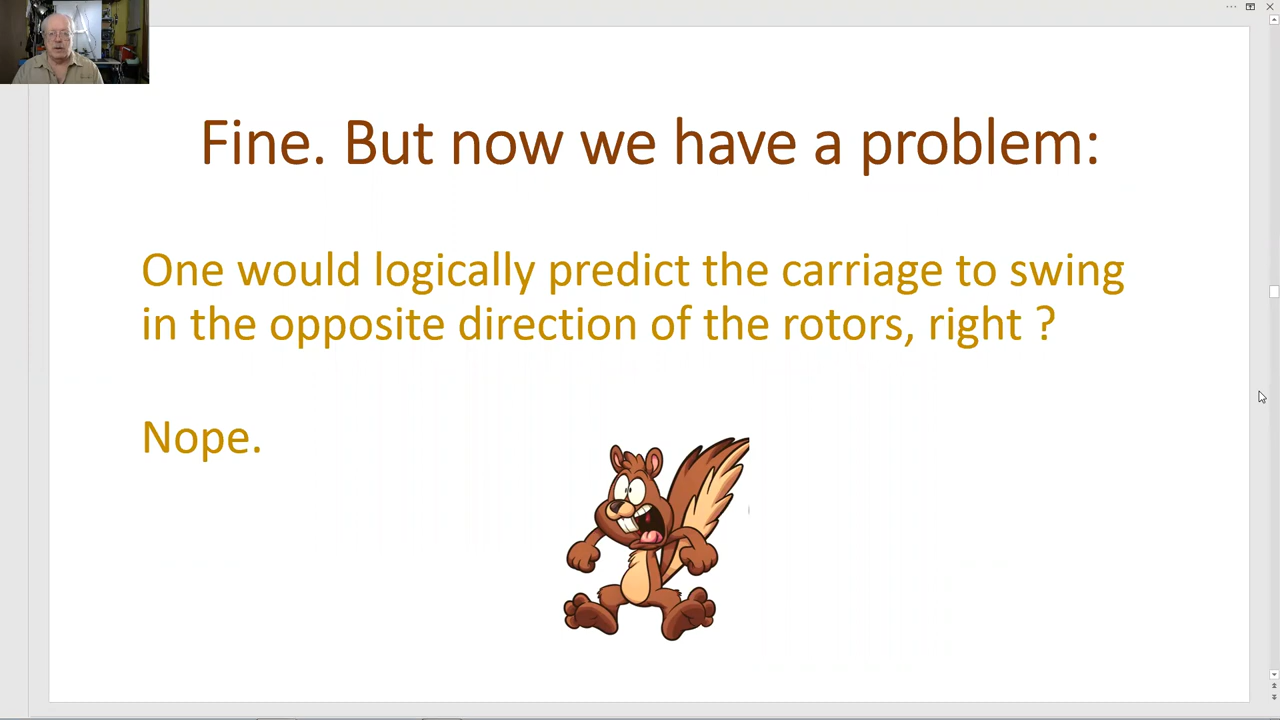 Fine. But now we have a problem:
One would logically predict the carriage to swing
in the opposite direction of the rotors, right ?
Nope.